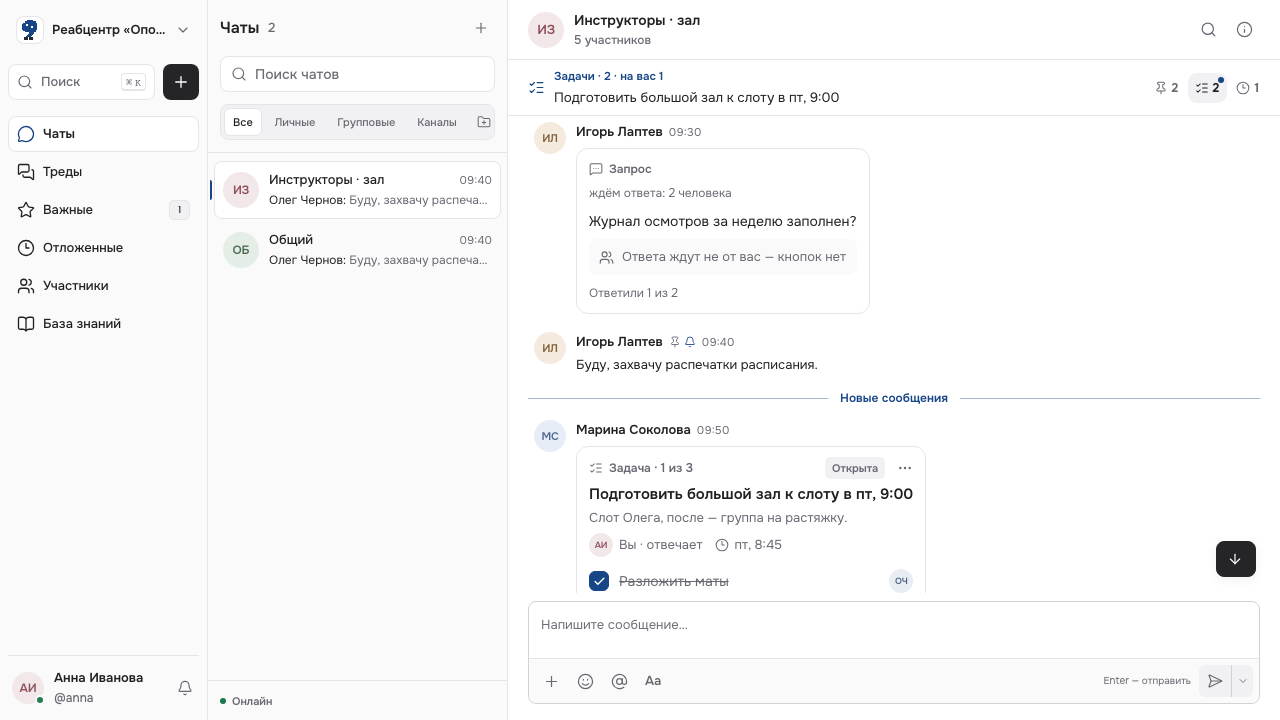 Реабцентр «Опо...
Поиск
⌘ K
Чаты
Треды
Важные
1
Отложенные
Участники
База знаний
АИ
Анна Иванова
@anna
Чаты 2
Поиск чатов
Все
Личные
Групповые
Каналы
ИЗ
Инструкторы · зал
09:40
Олег Чернов: Буду, захвачу распеча...
ОБ
Общий
09:40
Олег Чернов: Буду, захвачу распеча...
Онлайн
ИЗ
Инструкторы · зал
5 участников
Задачи · 2 · на вас 1
Подготовить большой зал к слоту в пт, 9:00
2
2
1
ИЛ
Игорь Лаптев 09:30
Запрос
ждём ответа: 2 человека
Журнал осмотров за неделю заполнен?
Ответа ждут не от вас — кнопок нет
Ответили 1 из 2
ИЛ
Игорь Лаптев 09:40
Буду, захвачу распечатки расписания.
Новые сообщения
МС
Марина Соколова 09:50
Задача · 1 из 3
Открыта
Подготовить большой зал к слоту в пт, 9:00
Слот Олега, после — группа на растяжку.
АИ
Вы · отвечает
пт, 8:45
Разложить маты
ОЧ
Напишите сообщение...
Aa
Enter — отправить